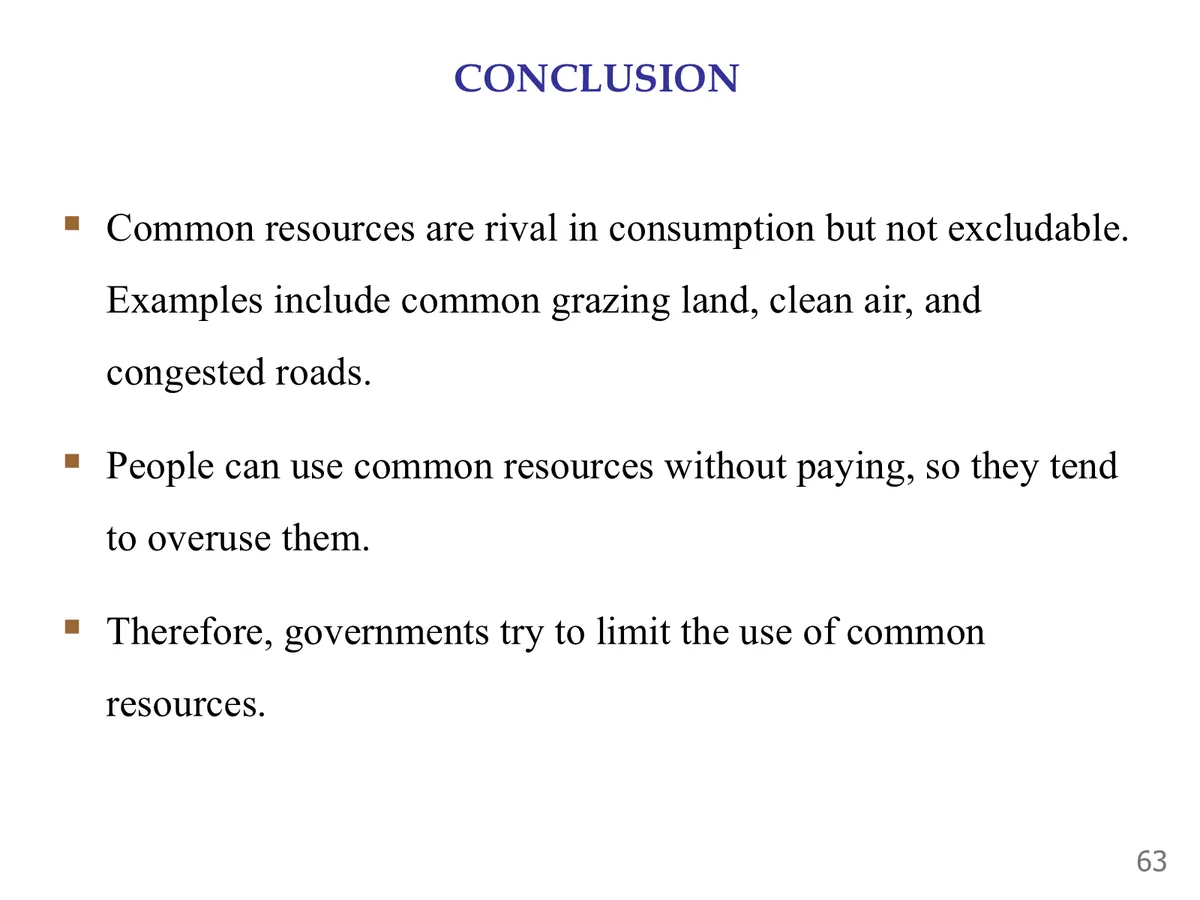 CONCLUSION
Common resources are rival in consumption but not excludable.
Examples include common grazing land, clean air, and
congested roads.
People can use common resources without paying, so they tend
to overuse them.
Therefore, governments try to limit the use of common
resources.
63